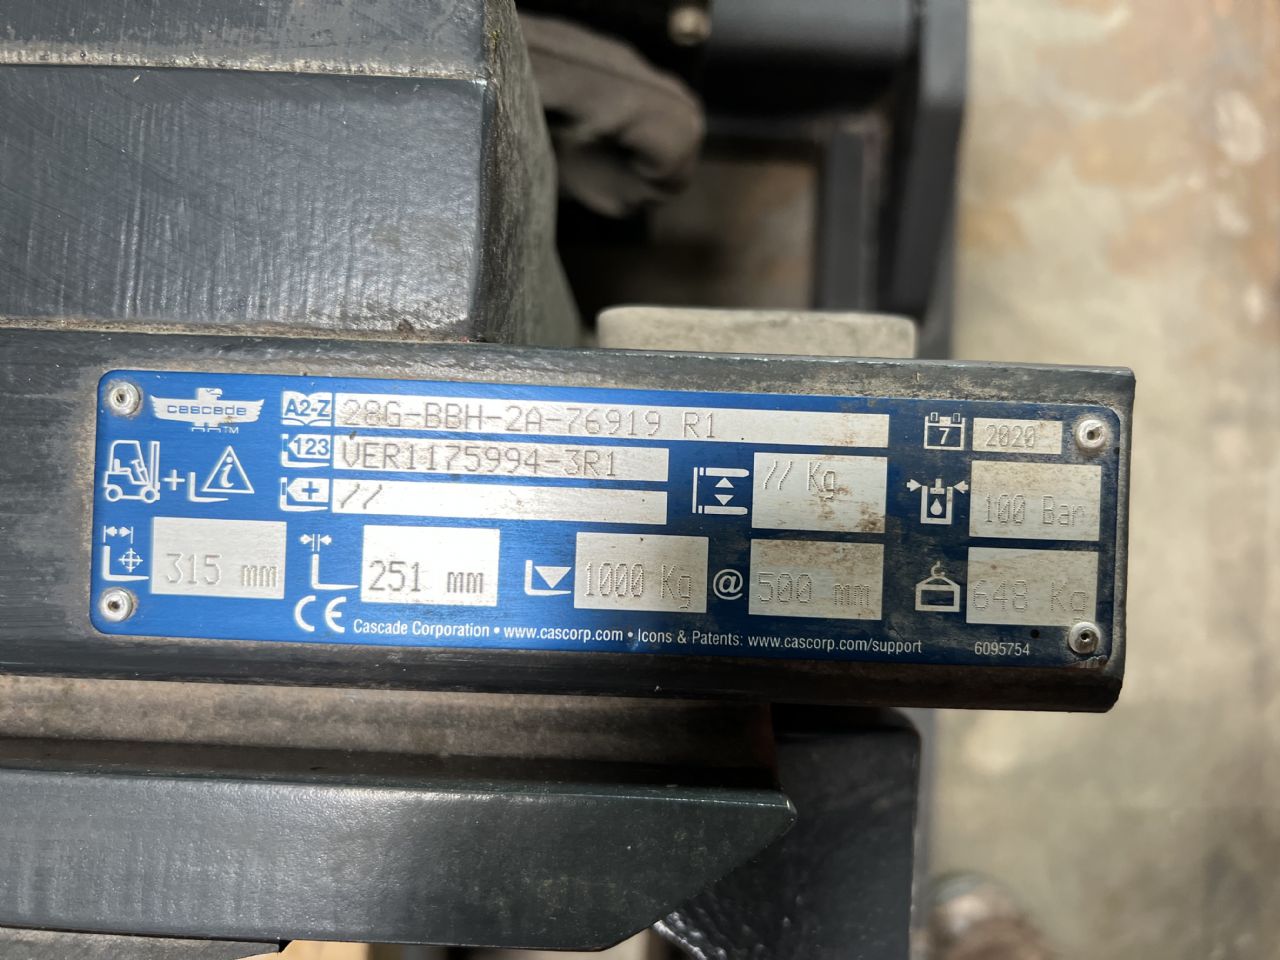 cascade TM
A2-Z 28G-BBH-2A-76919 R1
7 2020
123 VER1175994-3R1
// Kg
100 Bar
//
315 mm
251 mm
1000 Kg @ 500 mm
648 Kg
CE Cascade Corporation • www.cascorp.com • Icons & Patents: www.cascorp.com/support 6095754